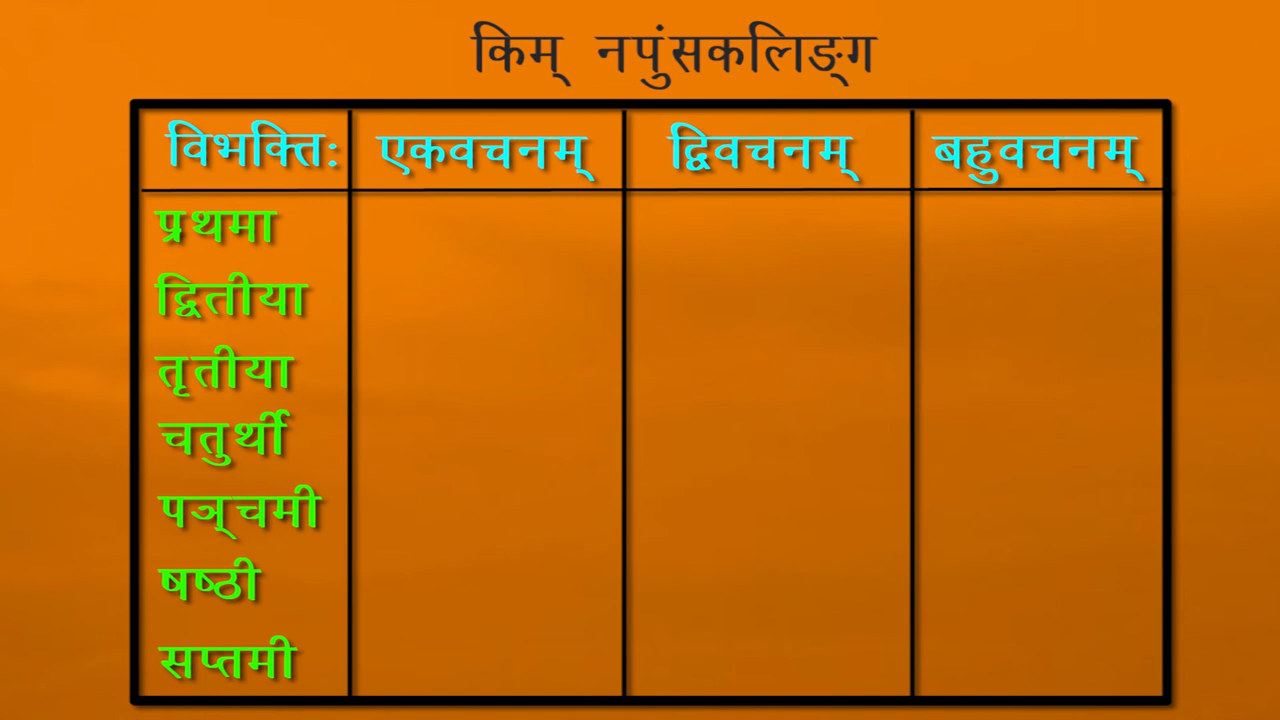 किम् नपुंसकलिङ्ग
विभक्तिः एकवचनम् द्विवचनम् बहुवचनम्
प्रथमा
द्वितीया
तृतीया
चतुर्थी
पञ्चमी
षष्ठी
सप्तमी